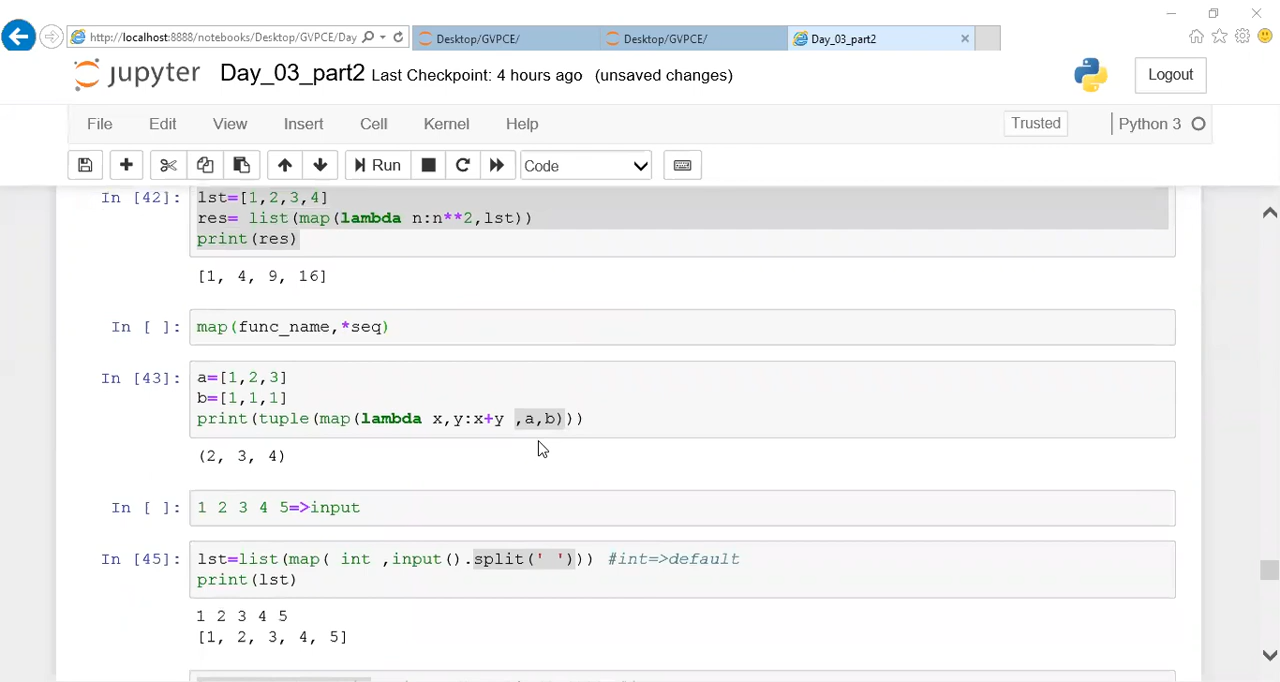 http://localhost:8888/notebooks/Desktop/GVPCE/Day
Desktop/GVPCE/
Desktop/GVPCE/
Day_03_part2
jupyter Day_03_part2 Last Checkpoint: 4 hours ago (unsaved changes)
Logout
File Edit View Insert Cell Kernel Help
Trusted
Python 3
Run
Code
In [42]: lst=[1,2,3,4]
res= list(map(lambda n:n**2,lst))
print(res)
[1, 4, 9, 16]
In [ ]: map(func_name,*seq)
In [43]: a=[1,2,3]
b=[1,1,1]
print(tuple(map(lambda x,y:x+y ,a,b)))
(2, 3, 4)
In [ ]: 1 2 3 4 5=>input
In [45]: lst=list(map( int ,input().split(' '))) #int=>default
print(lst)
1 2 3 4 5
[1, 2, 3, 4, 5]